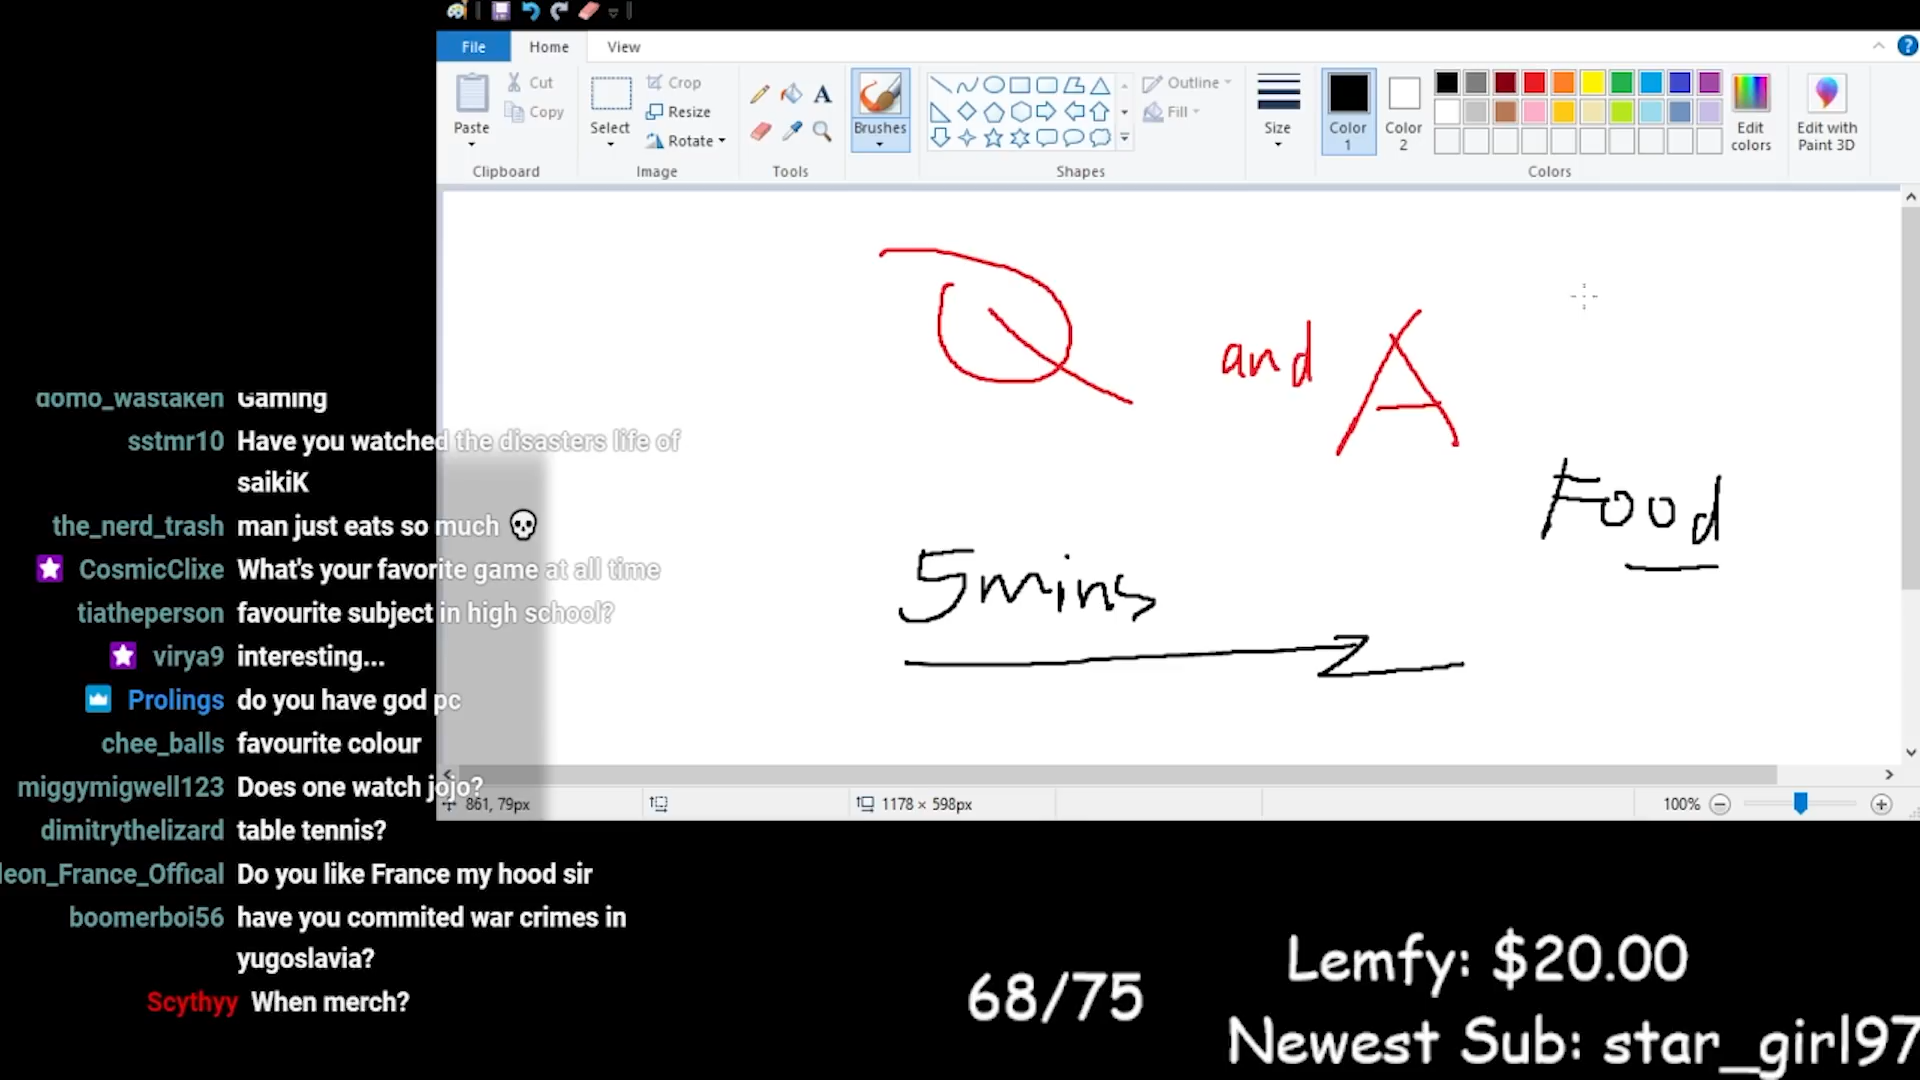 File Home View
Paste Cut Copy Clipboard
Select Crop Resize Rotate Image
A Tools
Brushes
Shapes
Outline Fill
Size
Color 1
Color 2
Edit colors
Edit with Paint 3D
Colors
Q and A
Food
5mins
domo_wastaken Gaming
sstmr10 Have you watched the disasters life of
saikiK
the_nerd_trash man just eats so much 💀
CosmicClixe What's your favorite game at all time
tiatheperson favourite subject in high school?
virya9 interesting...
Prolings do you have god pc
chee_balls favourite colour
miggymigwell123 Does one watch jojo?
861, 79px 1178 × 598px 100%
dimitrythelizard table tennis?
leon_France_Offical Do you like France my hood sir
boomerboi56 have you commited war crimes in
yugoslavia?
Scythyy When merch?
68/75
Lemfy: $20.00
Newest Sub: star_girl97